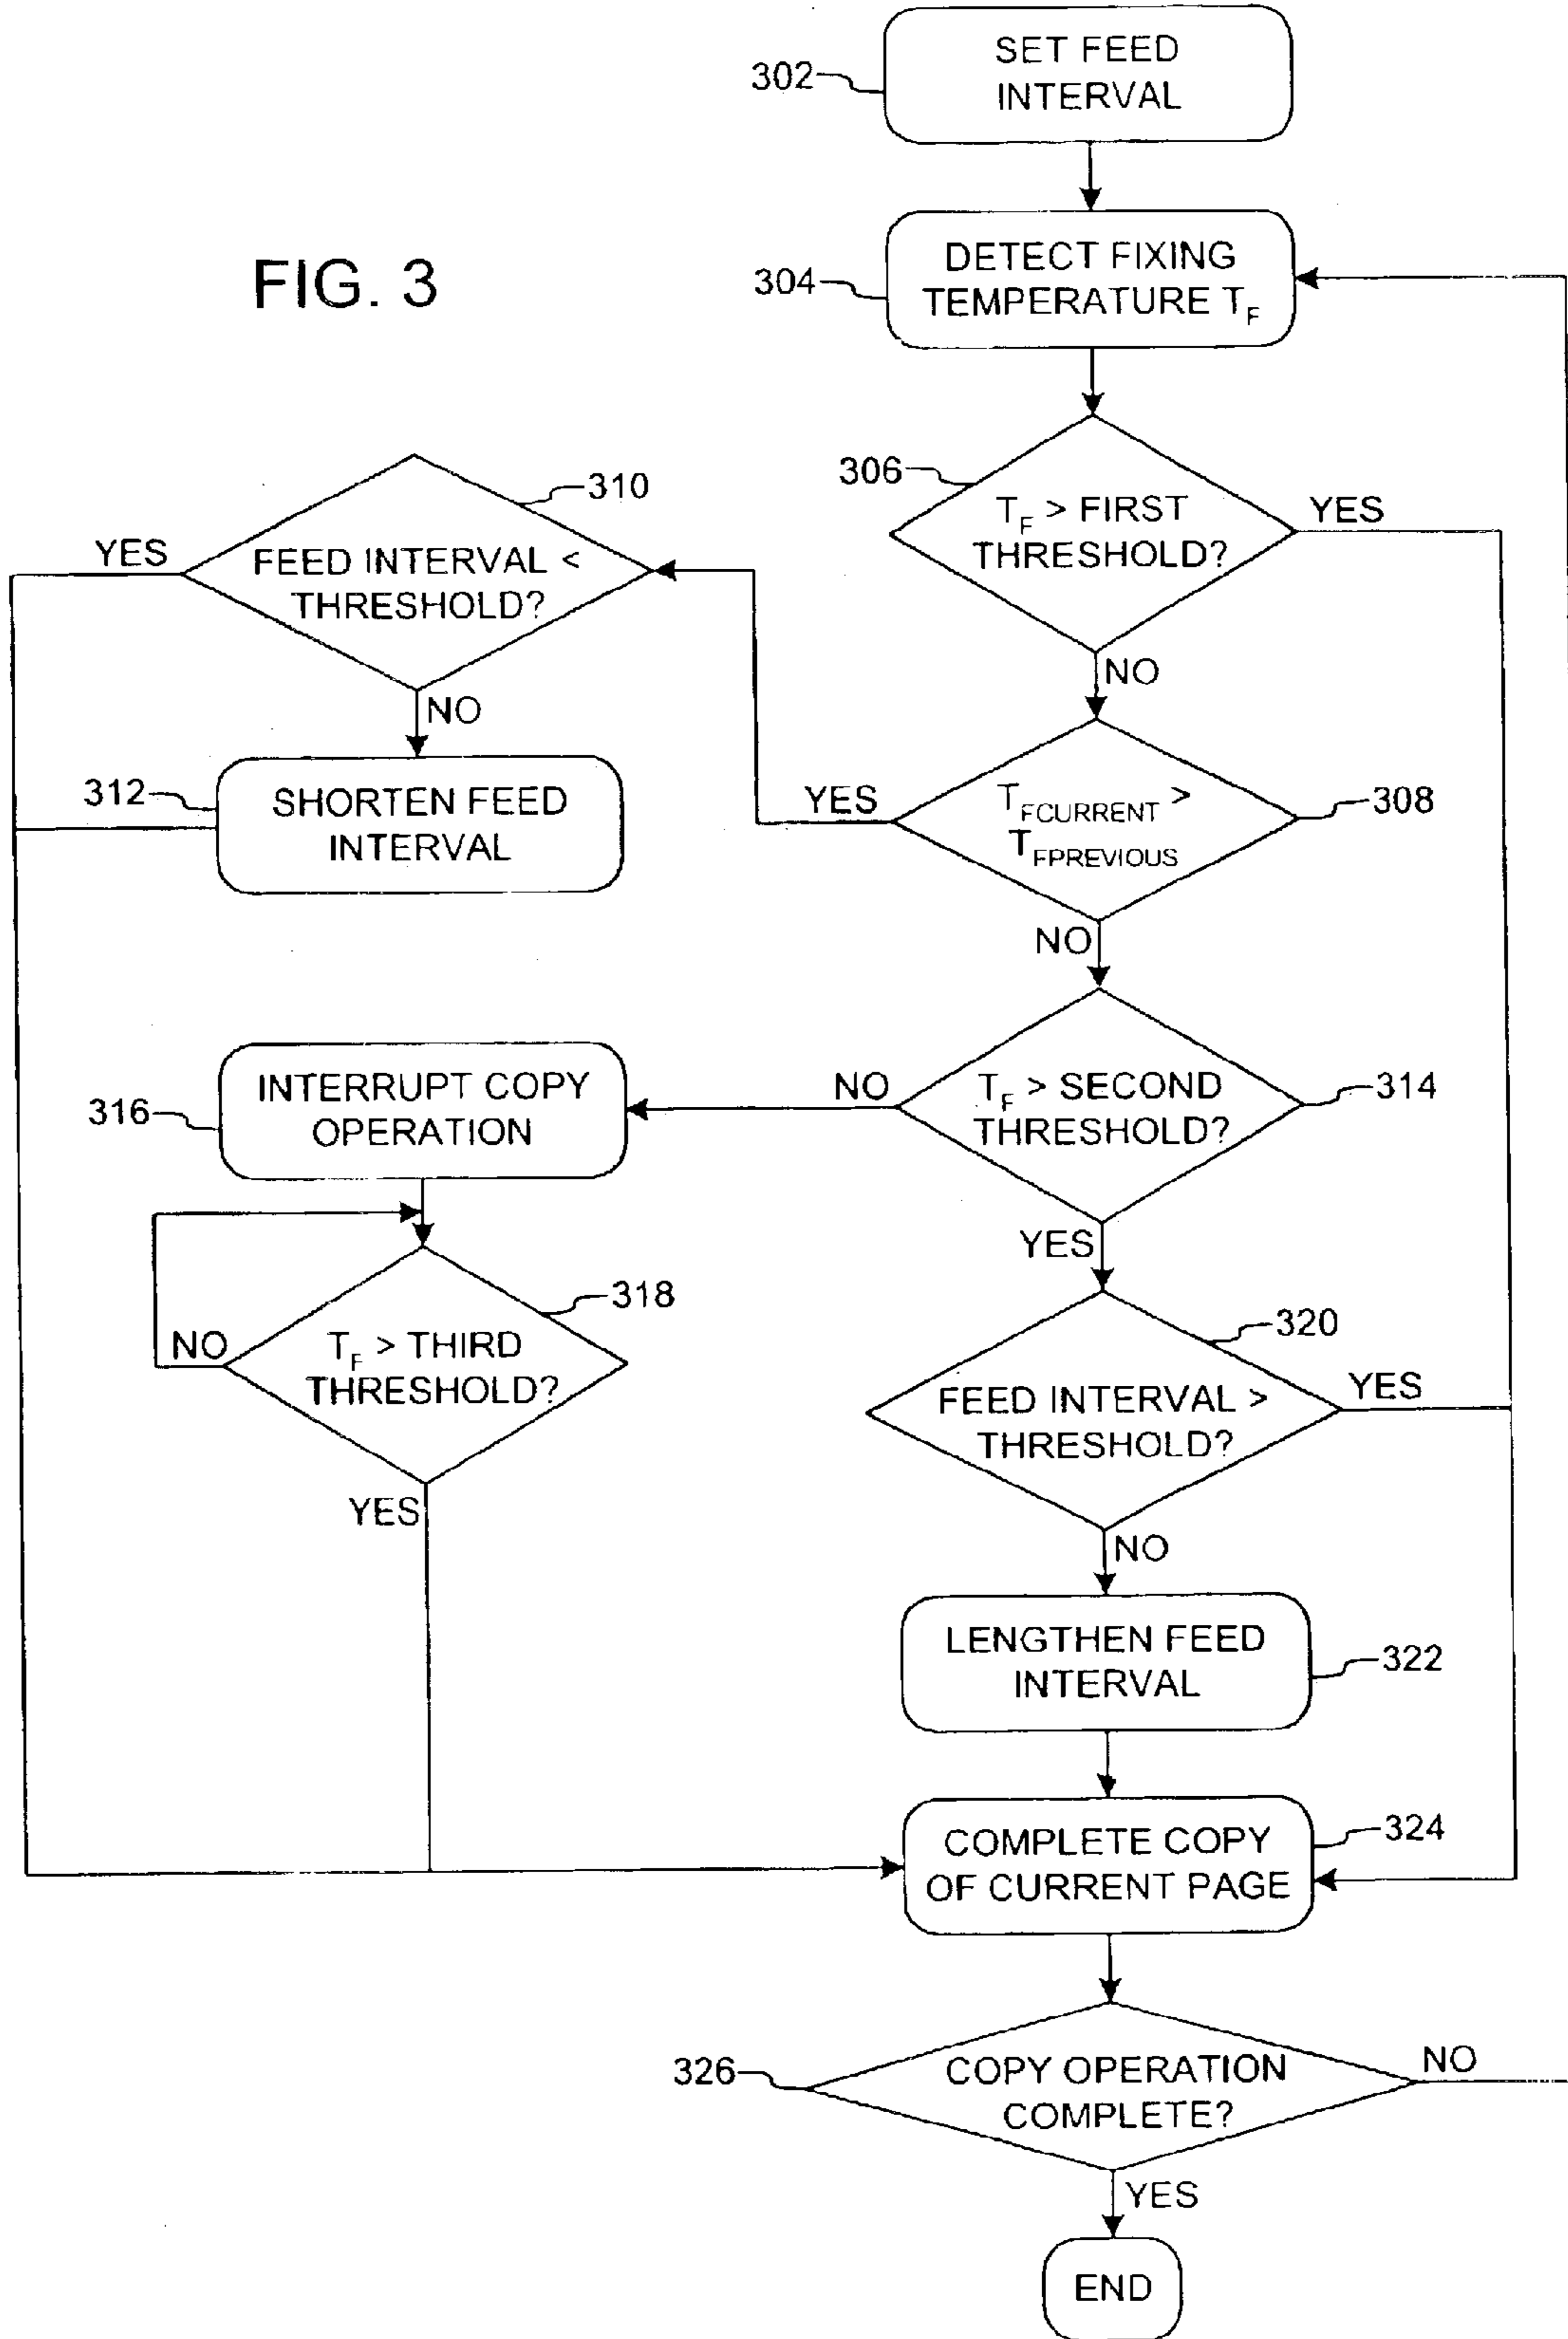 SET FEED
INTERVAL
302
FIG. 3
DETECT FIXING
TEMPERATURE TF
304
306
TF > FIRST
THRESHOLD?
YES
NO
310
FEED INTERVAL <
THRESHOLD?
YES
NO
312
SHORTEN FEED
INTERVAL
TFCURRENT >
TFPREVIOUS
308
YES
NO
TF > SECOND
THRESHOLD?
314
NO
YES
INTERRUPT COPY
OPERATION
316
318
TF > THIRD
THRESHOLD?
NO
YES
320
FEED INTERVAL >
THRESHOLD?
YES
NO
LENGTHEN FEED
INTERVAL
322
COMPLETE COPY
OF CURRENT PAGE
324
326
COPY OPERATION
COMPLETE?
NO
YES
END